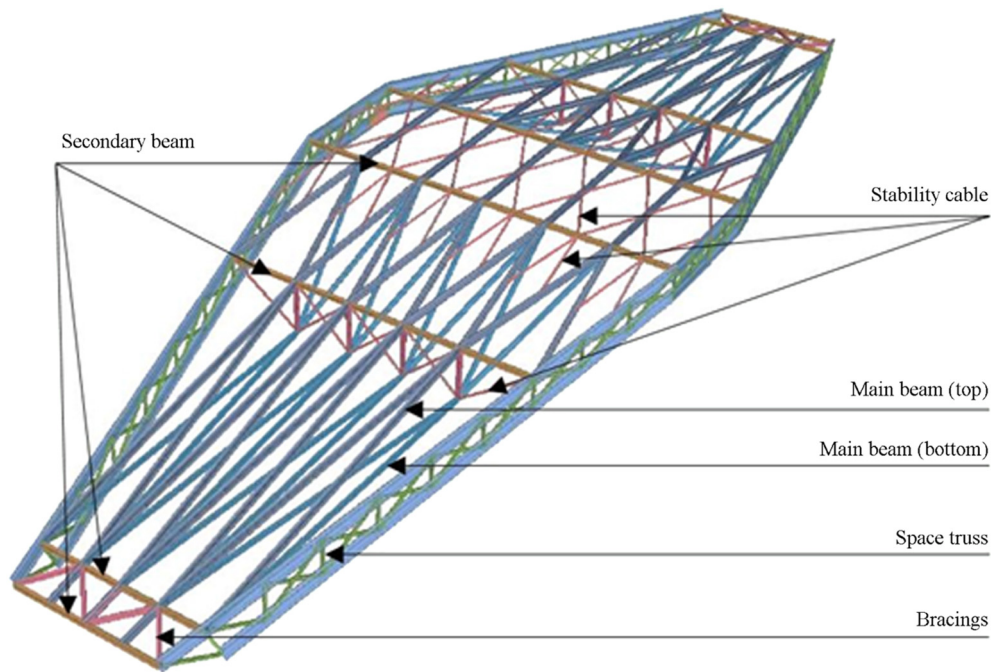 Secondary beam
Stability cable
Main beam (top)
Main beam (bottom)
Space truss
Bracings